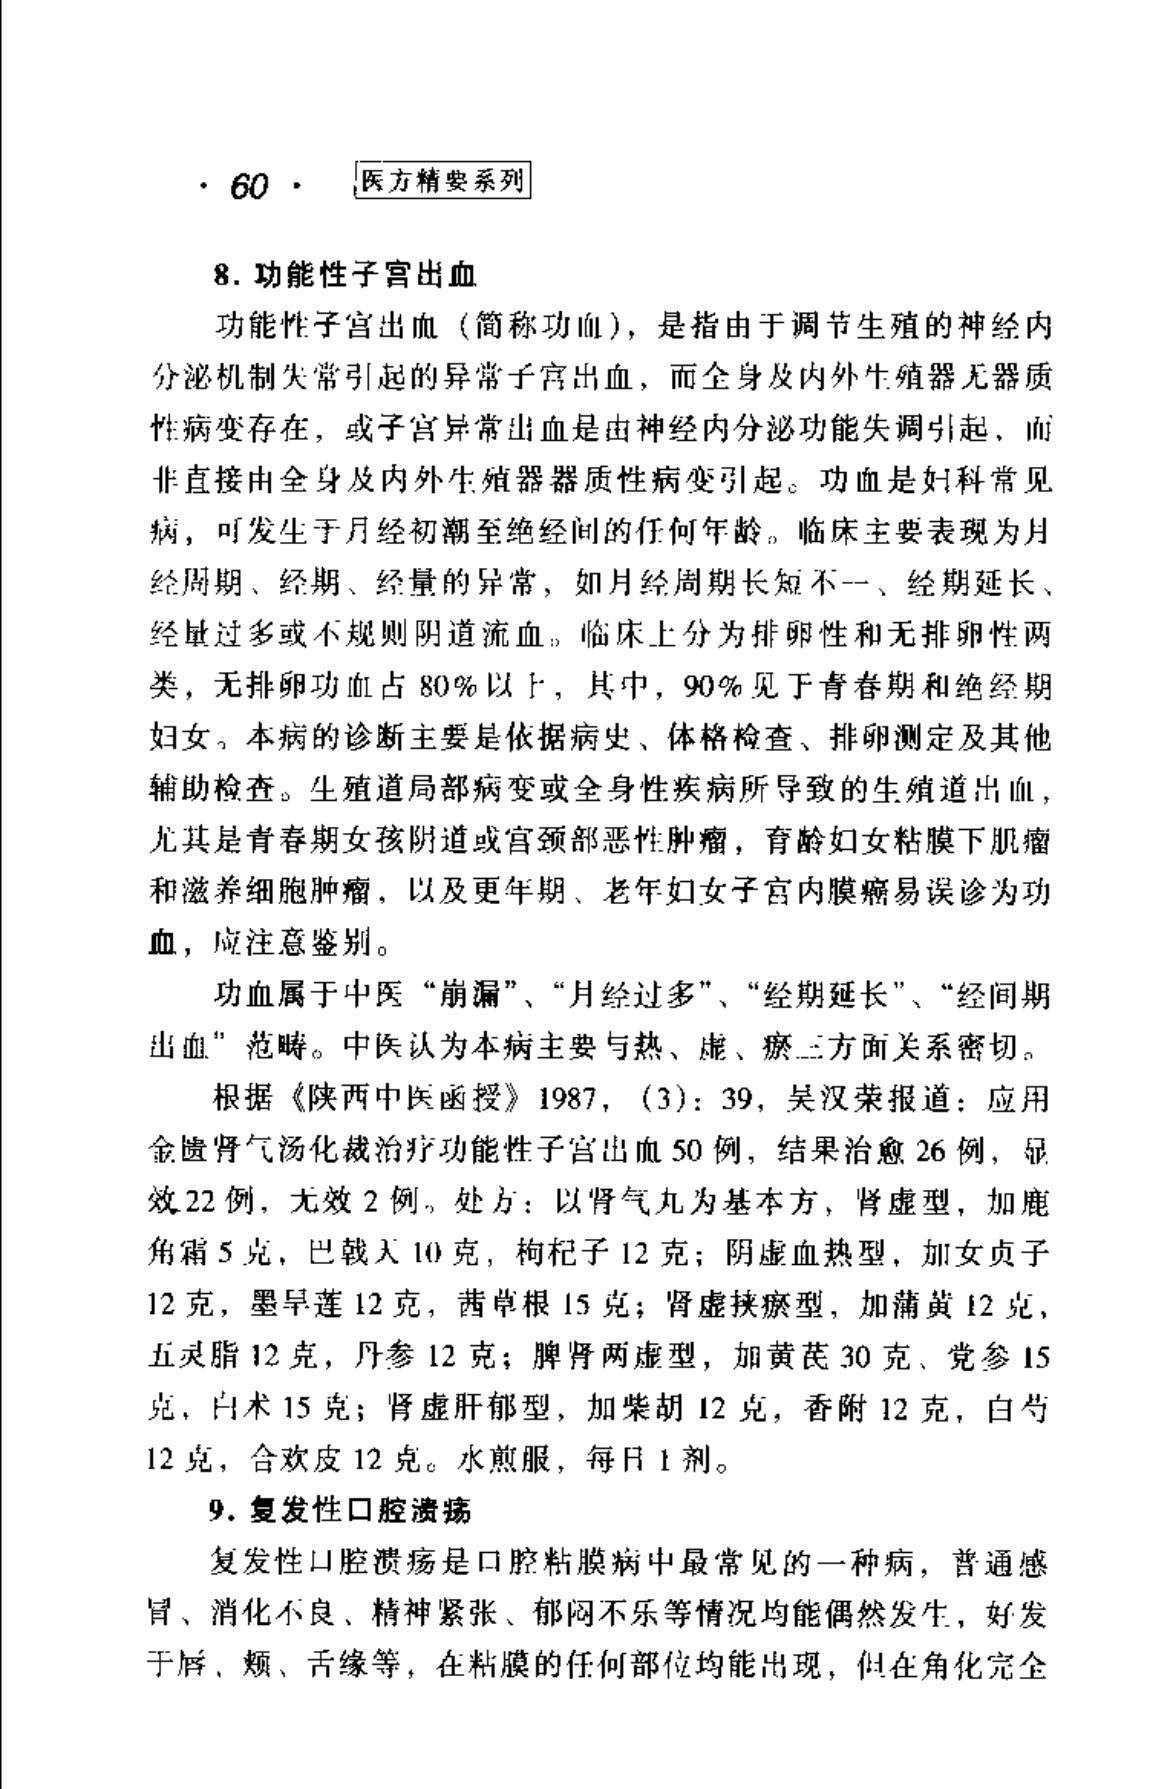 · 60 · 医方精要系列
8. 功能性子宫出血
功能性子宫出血（简称功血），是指由于调节生殖的神经内
分泌机制失常引起的异常子宫出血，而全身及内外生殖器无器质
性病变存在，或子宫异常出血是由神经内分泌功能失调引起，而
非直接由全身及内外生殖器器质性病变引起。功血是妇科常见
病，可发生于月经初潮至绝经间的任何年龄。临床主要表现为月
经周期、经期、经量的异常，如月经周期长短不一、经期延长、
经量过多或不规则阴道流血。临床上分为排卵性和无排卵性两
类，无排卵功血占 80%以上，其中，90%见于青春期和绝经期
妇女。本病的诊断主要是依据病史、体格检查、排卵测定及其他
辅助检查。生殖道局部病变或全身性疾病所导致的生殖道出血，
尤其是青春期女孩阴道或宫颈部恶性肿瘤，育龄妇女粘膜下肌瘤
和滋养细胞肿瘤，以及更年期、老年妇女子宫内膜癌易误诊为功
血，应注意鉴别。
功血属于中医“崩漏”、“月经过多”、“经期延长”、“经间期
出血”范畴。中医认为本病主要与热、虚、瘀三方面关系密切。
根据《陕西中医函授》1987，（3）：39，吴汉荣报道：应用
金匮肾气汤化裁治疗功能性子宫出血 50 例，结果治愈 26 例，显
效 22 例，无效 2 例。处方：以肾气丸为基本方，肾虚型，加鹿
角霜 5 克，巴戟天 10 克，枸杞子 12 克；阴虚血热型，加女贞子
12 克，墨旱莲 12 克，茜草根 15 克；肾虚挟瘀型，加蒲黄 12 克，
五灵脂 12 克，丹参 12 克；脾肾两虚型，加黄芪 30 克、党参 15
克，白术 15 克；肾虚肝郁型，加柴胡 12 克，香附 12 克，白芍
12 克，合欢皮 12 克。水煎服，每日 1 剂。
9. 复发性口腔溃疡
复发性口腔溃疡是口腔粘膜病中最常见的一种病，普通感
冒、消化不良、精神紧张、郁闷不乐等情况均能偶然发生，好发
于唇、颊、舌缘等，在粘膜的任何部位均能出现，但在角化完全